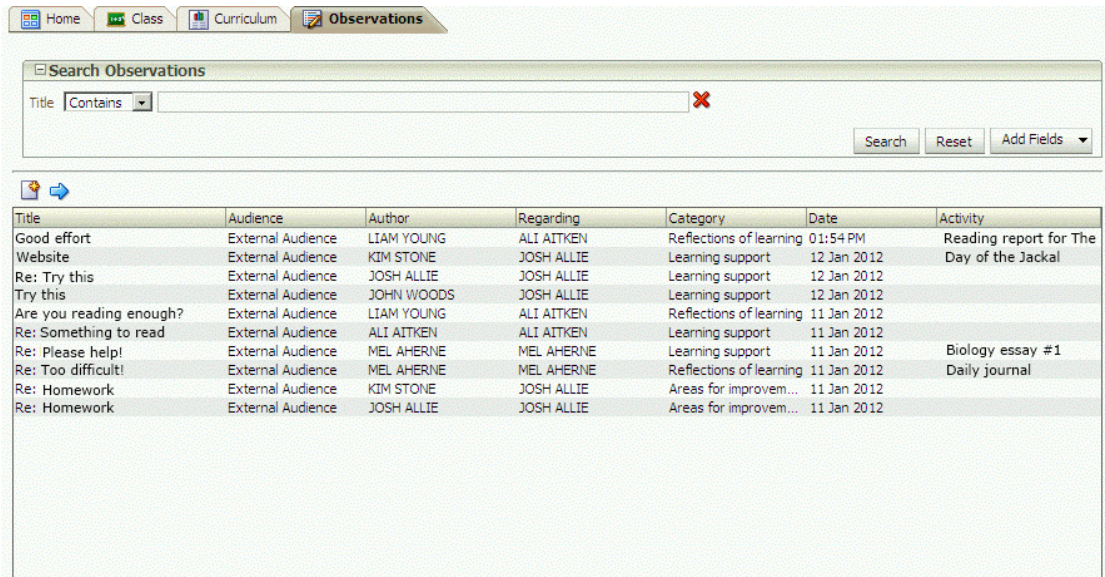 Home Class Curriculum Observations
Search Observations
Title Contains
Search Reset Add Fields
Title Audience Author Regarding Category Date Activity
Good effort External Audience LIAM YOUNG ALI AITKEN Reflections of learning 01:54 PM Reading report for The
Website External Audience KIM STONE JOSH ALLIE Learning support 12 Jan 2012 Day of the Jackal
Re: Try this External Audience JOSH ALLIE JOSH ALLIE Learning support 12 Jan 2012
Try this External Audience JOHN WOODS JOSH ALLIE Learning support 12 Jan 2012
Are you reading enough? External Audience LIAM YOUNG ALI AITKEN Reflections of learning 11 Jan 2012
Re: Something to read External Audience ALI AITKEN ALI AITKEN Learning support 11 Jan 2012
Re: Please help! External Audience MEL AHERNE MEL AHERNE Learning support 11 Jan 2012 Biology essay #1
Re: Too difficult! External Audience MEL AHERNE MEL AHERNE Reflections of learning 11 Jan 2012 Daily journal
Re: Homework External Audience KIM STONE JOSH ALLIE Areas for improvem... 11 Jan 2012
Re: Homework External Audience JOSH ALLIE JOSH ALLIE Areas for improvem... 11 Jan 2012